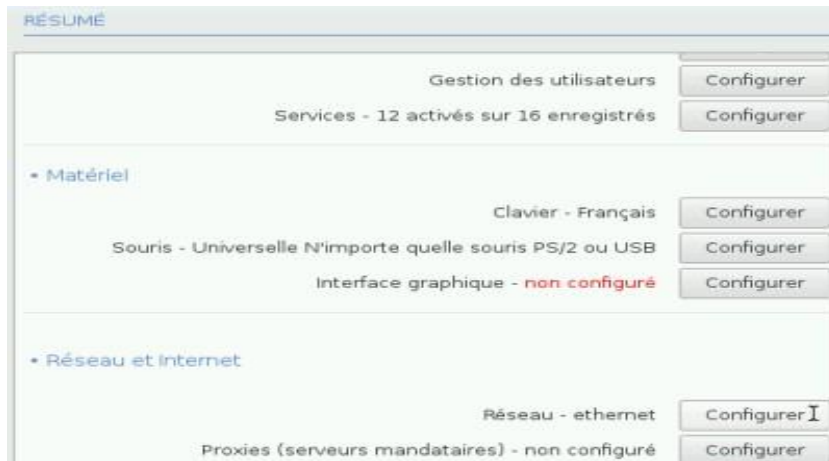 RÉSUMÉ
Gestion des utilisateurs Configurer
Services - 12 activés sur 16 enregistrés Configurer
• Matériel
Clavier - Français Configurer
Souris - Universelle N'importe quelle souris PS/2 ou USB Configurer
Interface graphique - non configuré Configurer
• Réseau et Internet
Réseau - ethernet Configurer
Proxies (serveurs mandataires) - non configuré Configurer